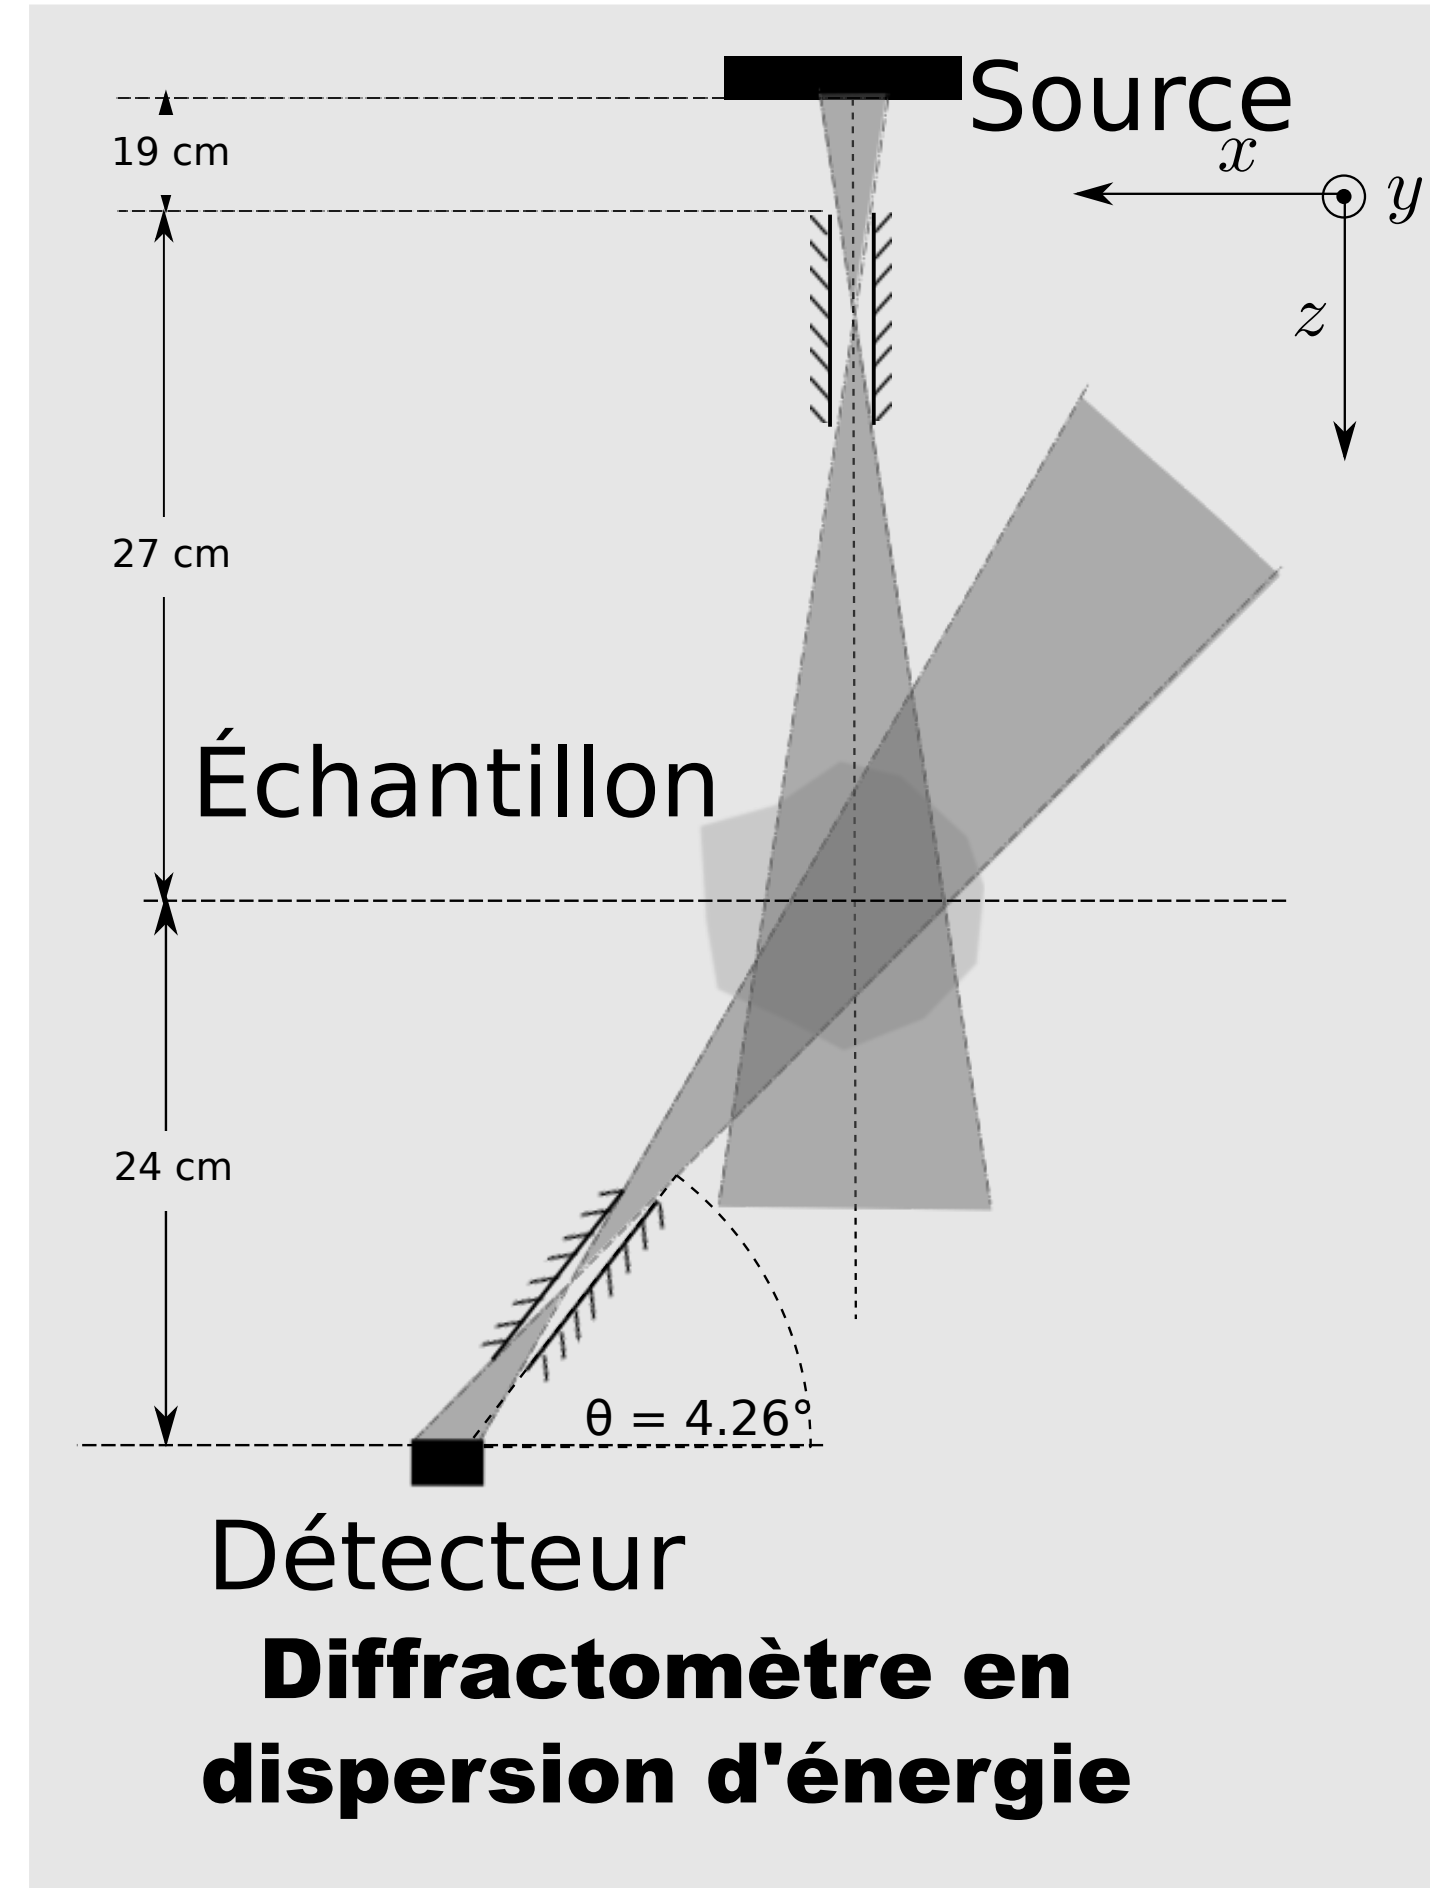 Source
19 cm
x
y
z
27 cm
Échantillon
24 cm
θ = 4.26°
Détecteur
Diffractomètre en
dispersion d'énergie